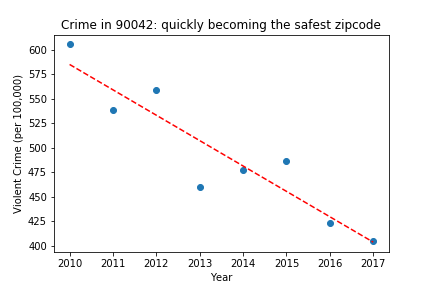 Crime in 90042: quickly becoming the safest zipcode
Violent Crime (per 100,000)
600
575
550
525
500
475
450
425
400
2010 2011 2012 2013 2014 2015 2016 2017
Year